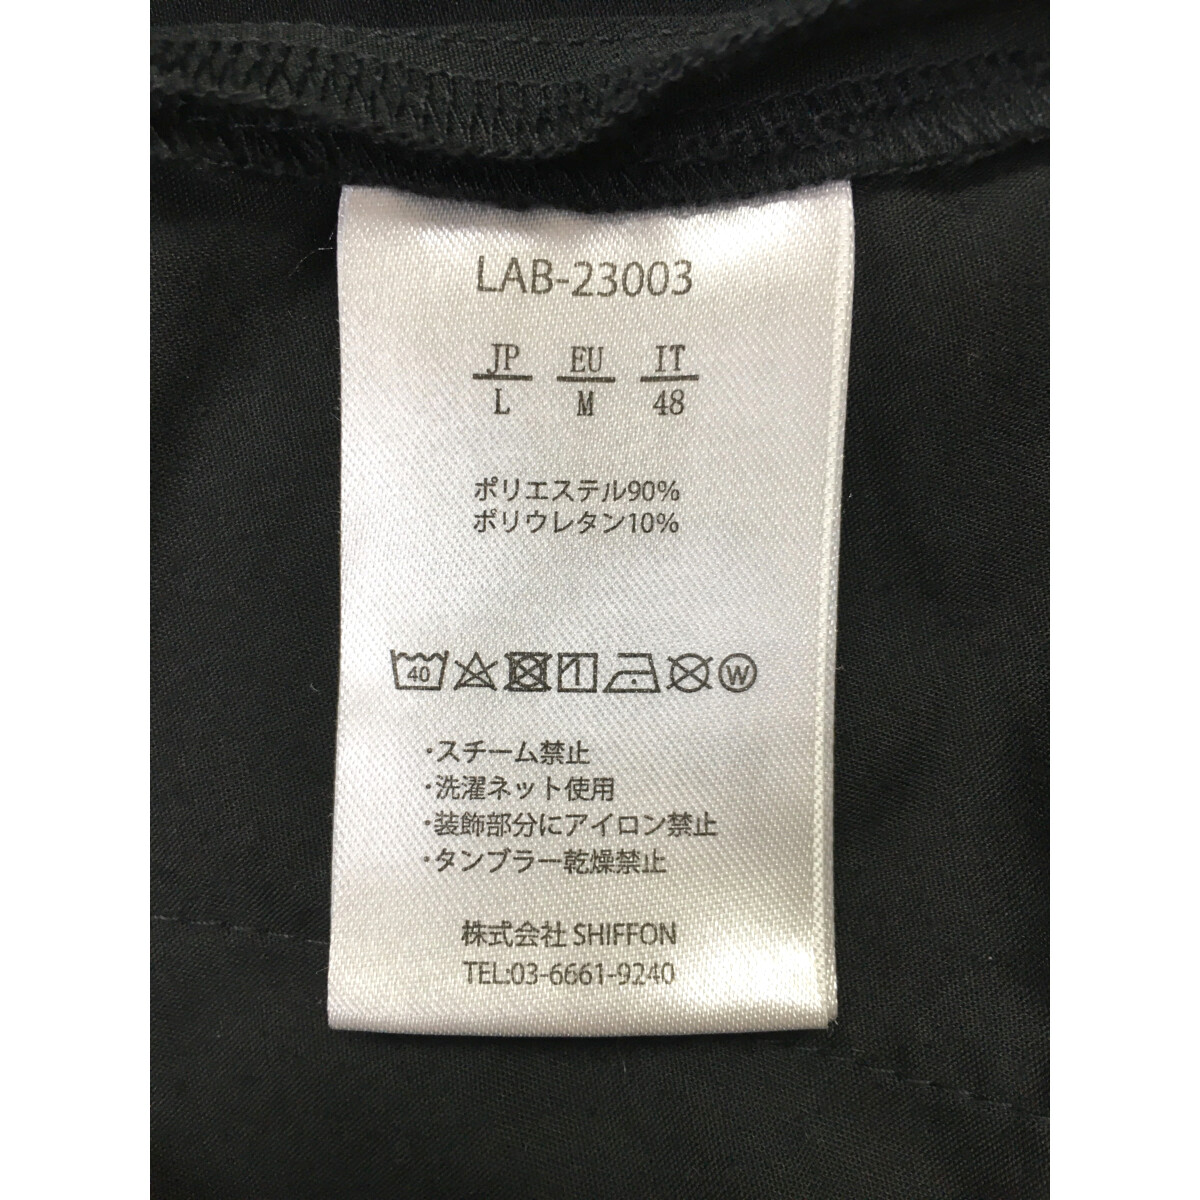 LAB-23003
JP EU IT
L M 48
ポリエステル90%
ポリウレタン10%
40 W
・スチーム禁止
・洗濯ネット使用
・装飾部分にアイロン禁止
・タンブラー乾燥禁止
株式会社 SHIFFON
TEL:03-6661-9240